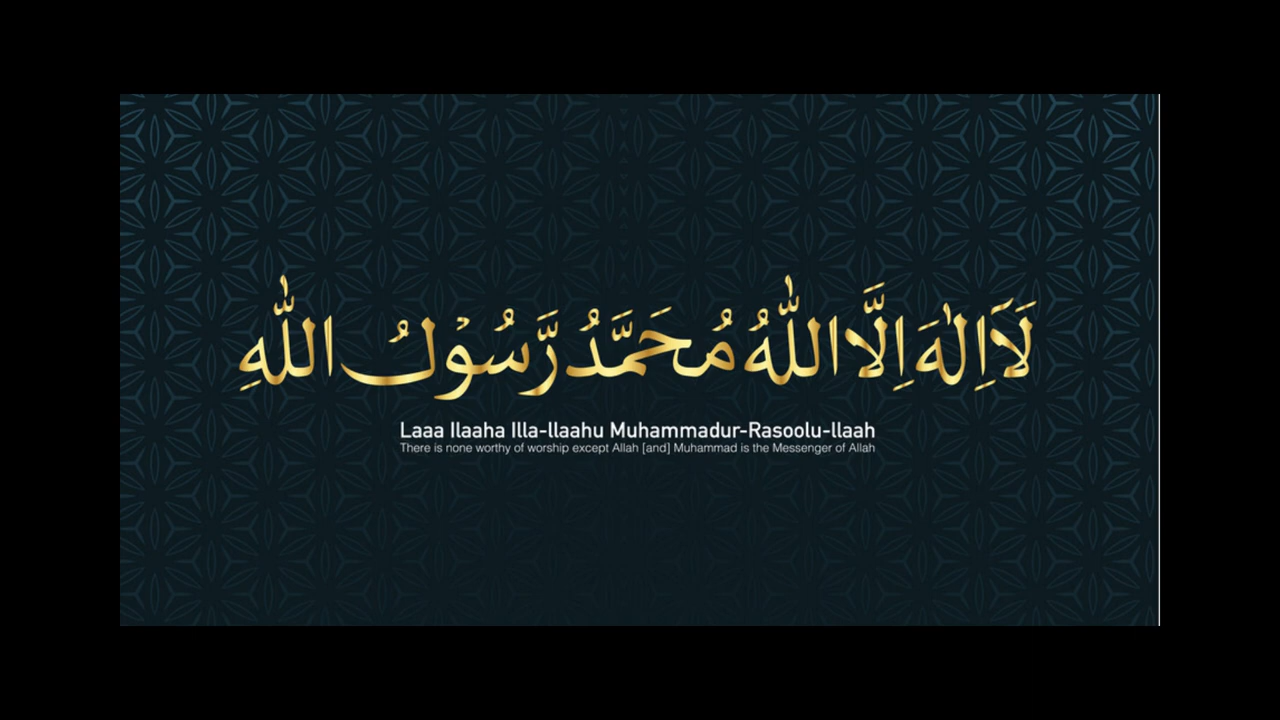 لَاۤ اِلٰهَ اِلَّا اللّٰهُ مُحَمَّدٌ رَّسُوْلُ اللّٰهِ
Laaa Ilaaha Illa-llaahu Muhammadur-Rasoolu-llaah
There is none worthy of worship except Allah [and] Muhammad is the Messenger of Allah